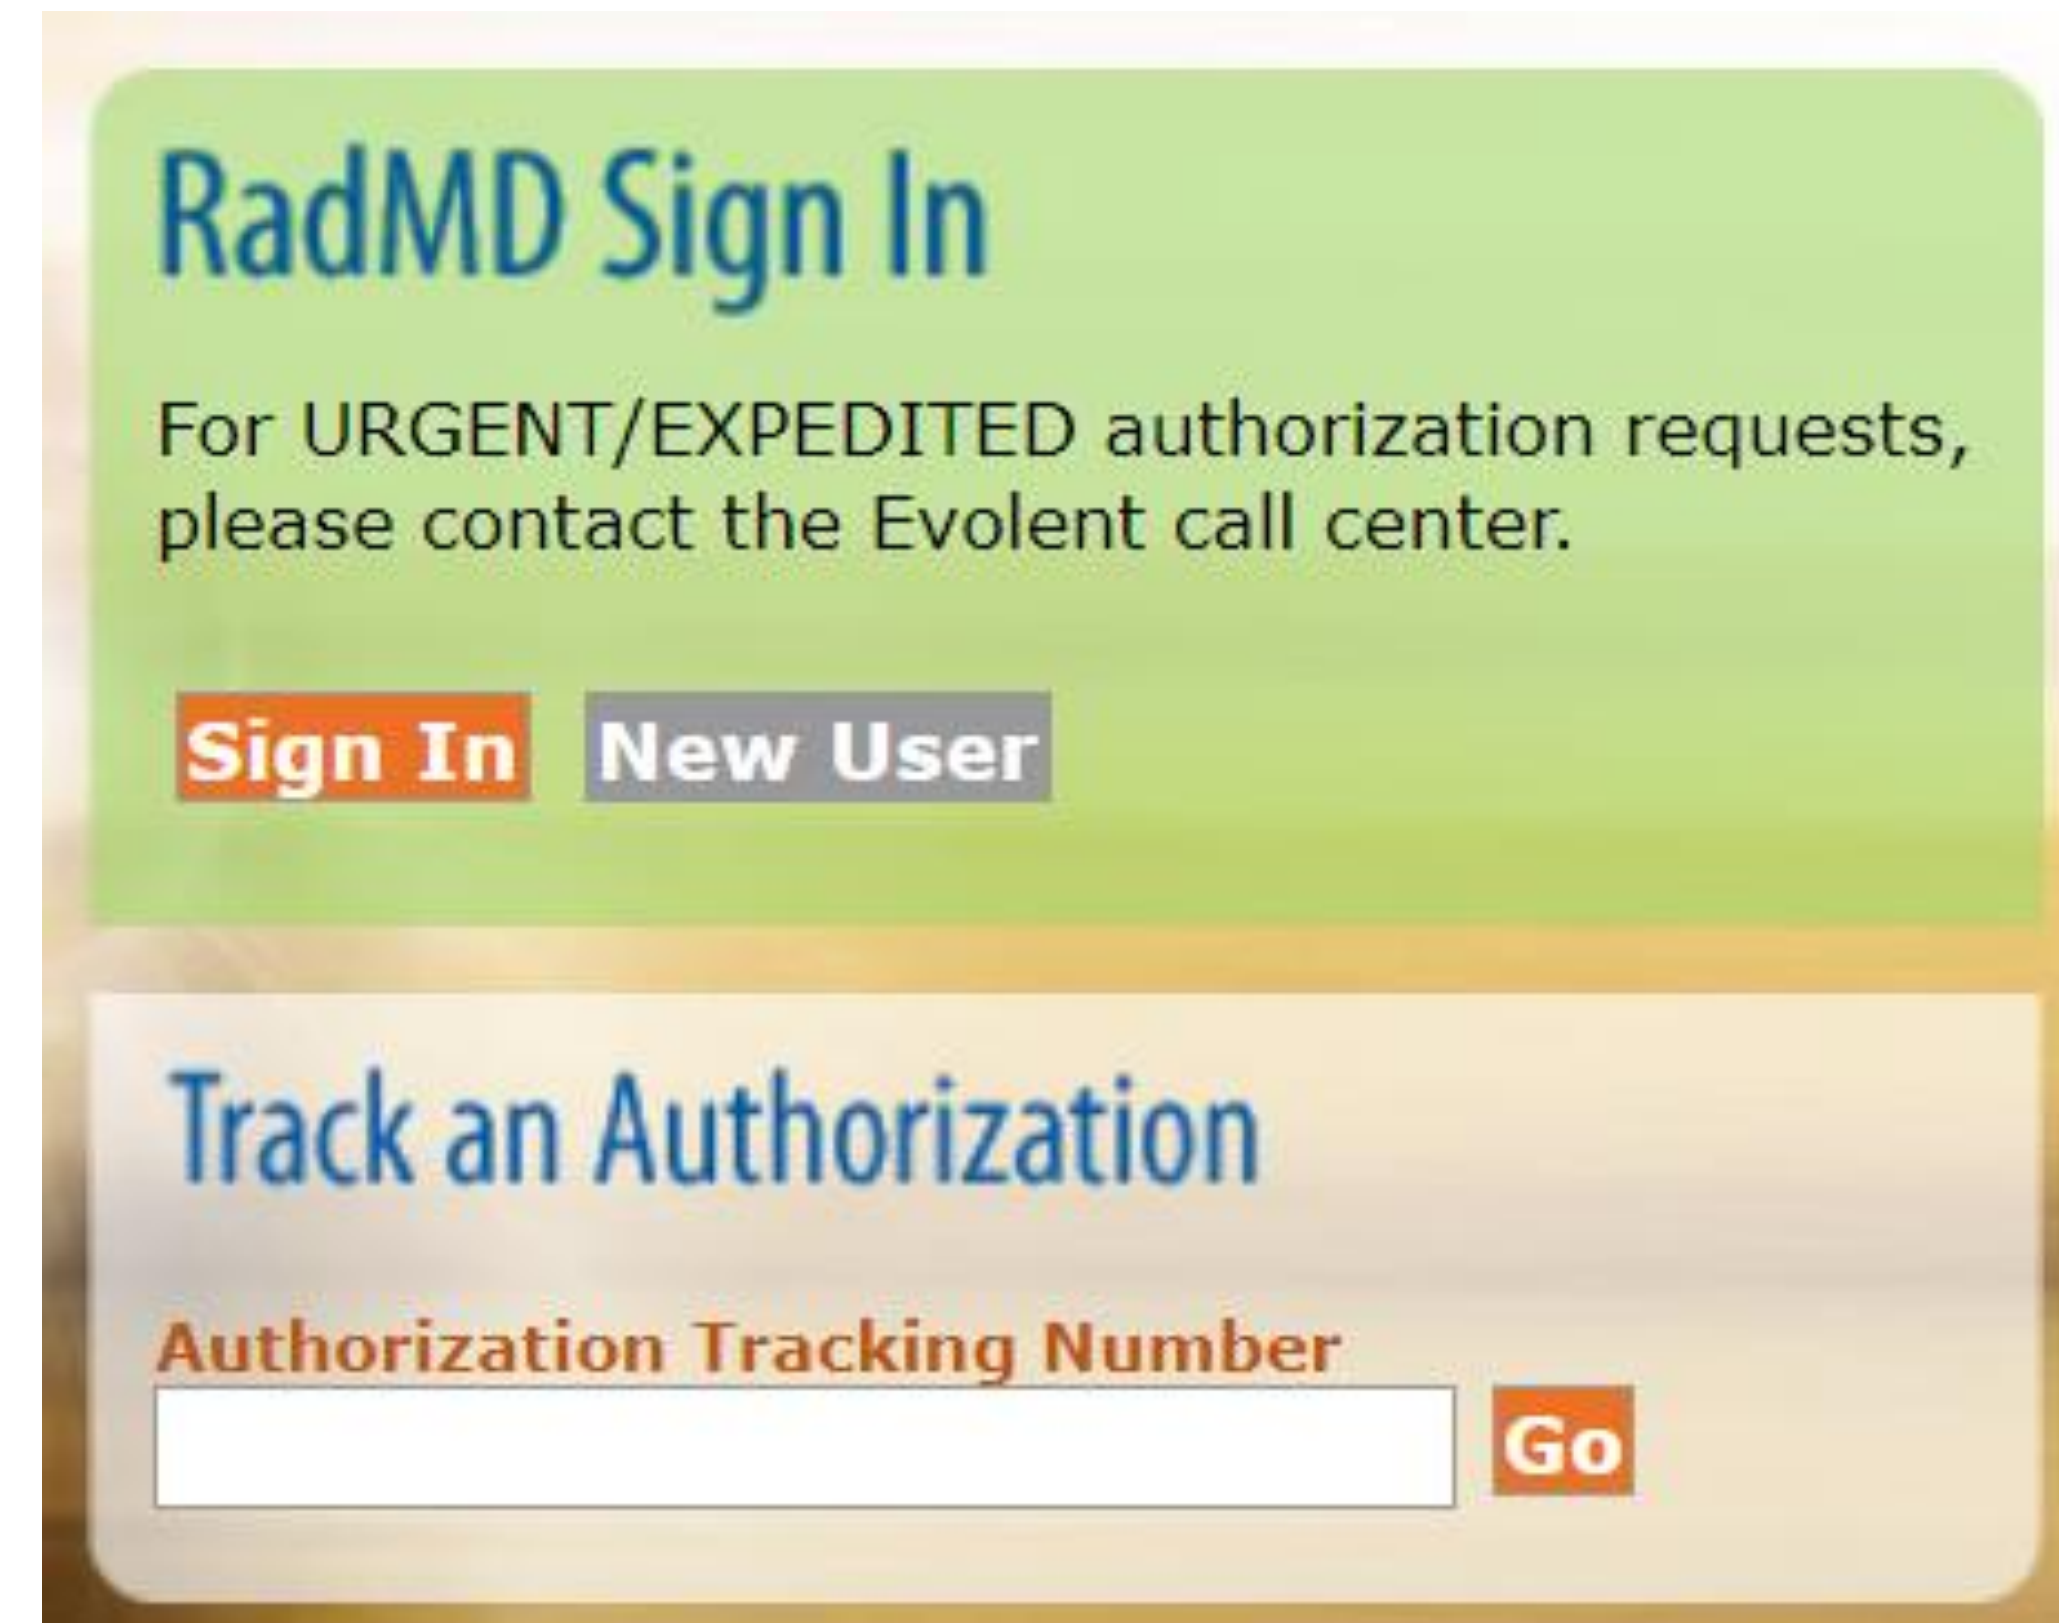 RadMD Sign In
For URGENT/EXPEDITED authorization requests,
please contact the Evolent call center.
Sign In New User
Track an Authorization
Authorization Tracking Number
Go